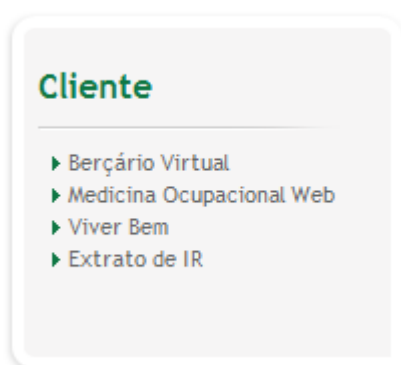 Cliente
Berçário Virtual
Medicina Ocupacional Web
Viver Bem
Extrato de IR